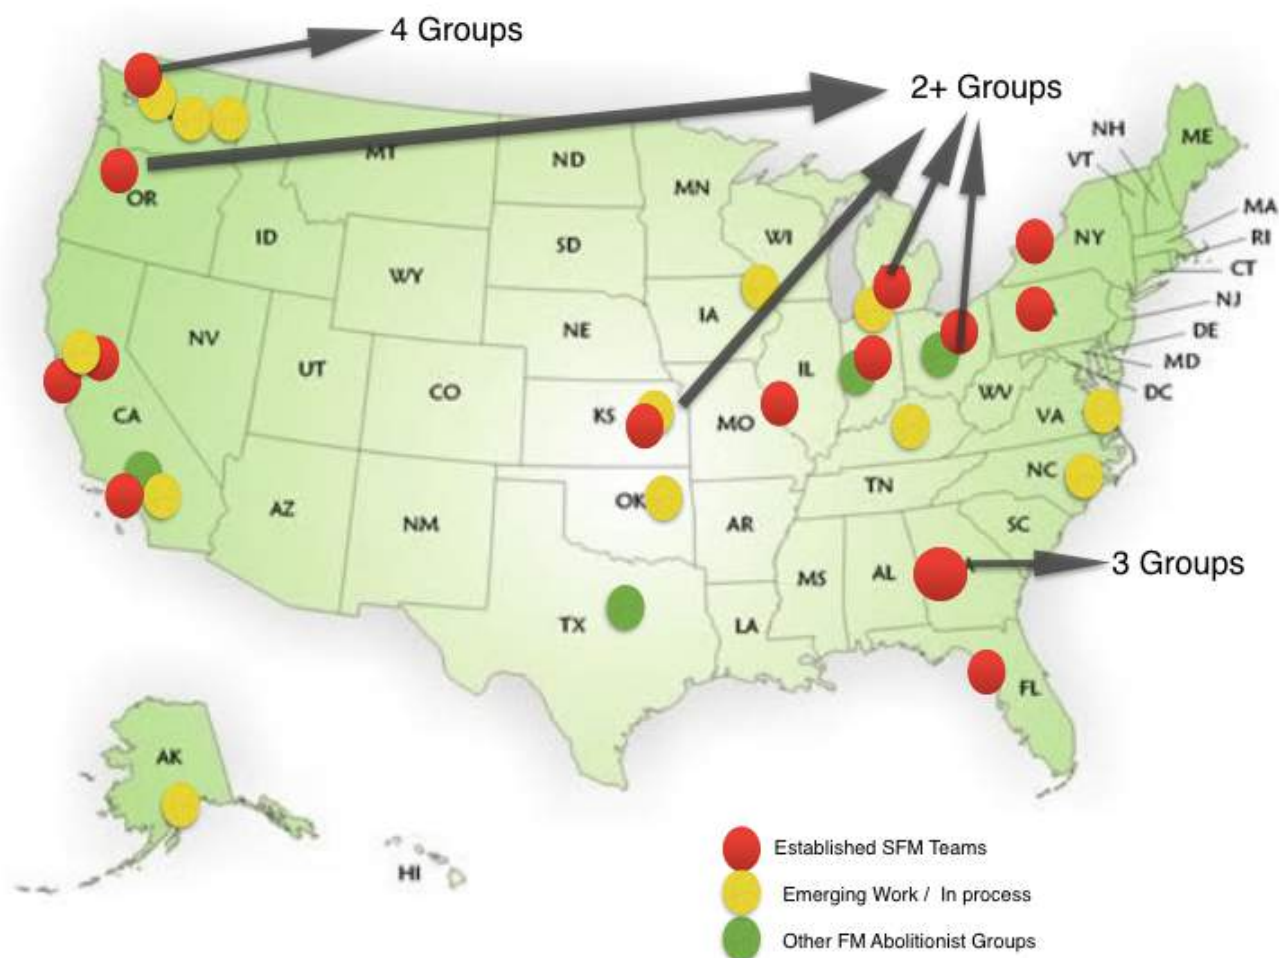 4 Groups
2+ Groups
NH
ME
VT
MT
ND
MN
OR
MA
ID
SD
WI
NY
RI
CT
WY
NJ
IA
NV
NE
DE
MD
UT
IL
CO
WV
DC
CA
KS
MO
VA
NC
TN
OK
AZ
NM
AR
SC
3 Groups
MS
AL
TX
LA
FL
AK
HI
Established SFM Teams
Emerging Work / In process
Other FM Abolitionist Groups